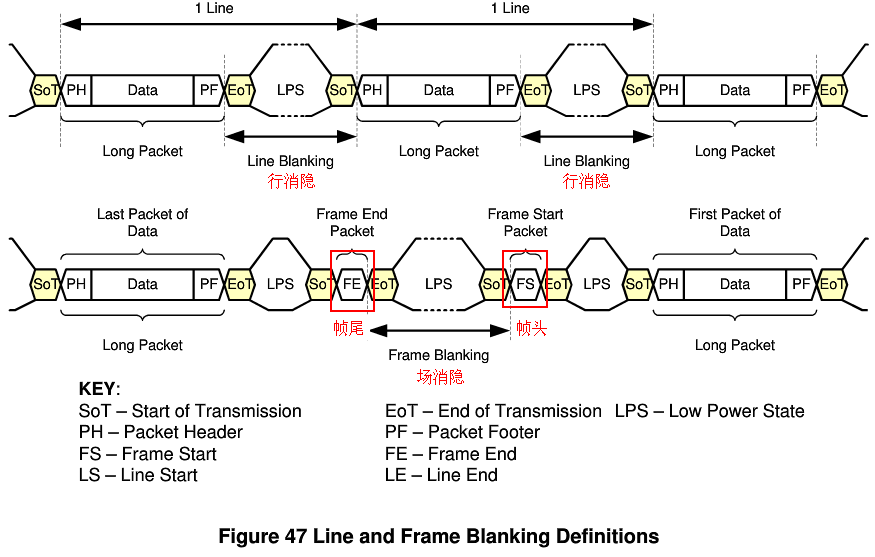 1 Line 1 Line
SoT PH Data PF EoT LPS SoT PH Data PF EoT LPS SoT PH Data PF EoT
Long Packet Line Blanking Long Packet Line Blanking Long Packet
行消隐 行消隐
Last Packet of Frame End Frame Start First Packet of
Data Packet Packet Data
SoT PH Data PF EoT LPS SoT FE EoT LPS SoT FS EoT LPS SoT PH Data PF EoT
Long Packet 帧尾 Frame Blanking 帧头 Long Packet
场消隐
KEY:
SoT – Start of Transmission EoT – End of Transmission LPS – Low Power State
PH – Packet Header PF – Packet Footer
FS – Frame Start FE – Frame End
LS – Line Start LE – Line End
Figure 47 Line and Frame Blanking Definitions